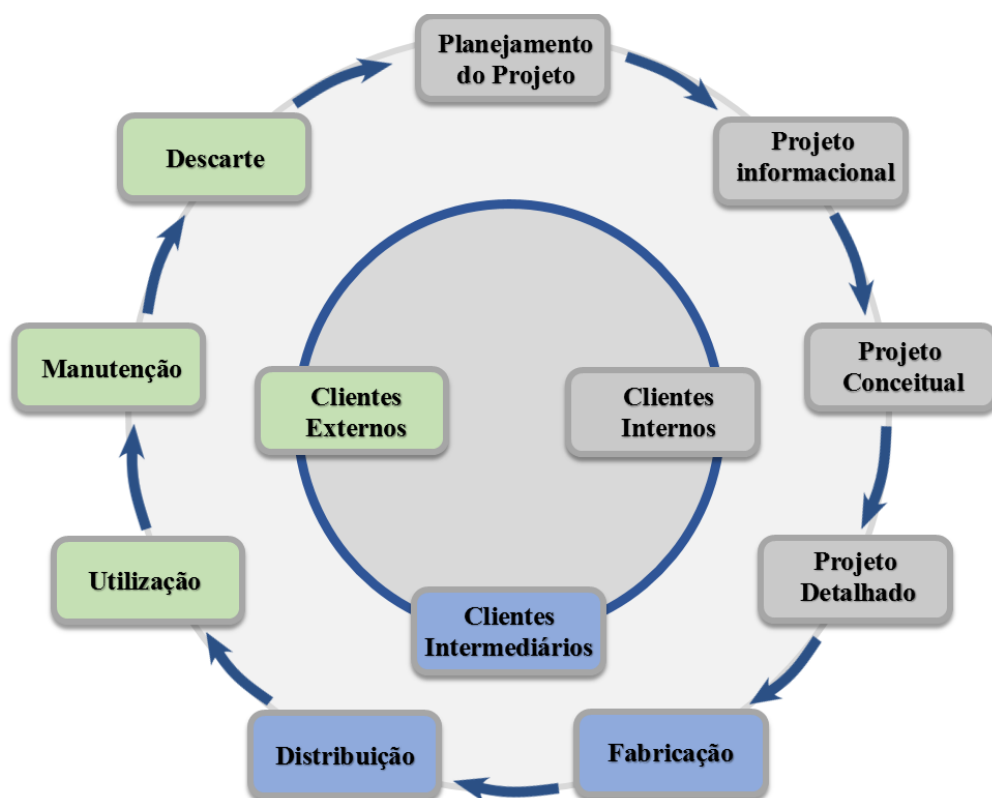 Planejamento
do Projeto
Projeto
informacional
Projeto
Conceitual
Projeto
Detalhado
Fabricação
Distribuição
Utilização
Manutenção
Descarte
Clientes
Externos
Clientes
Internos
Clientes
Intermediários